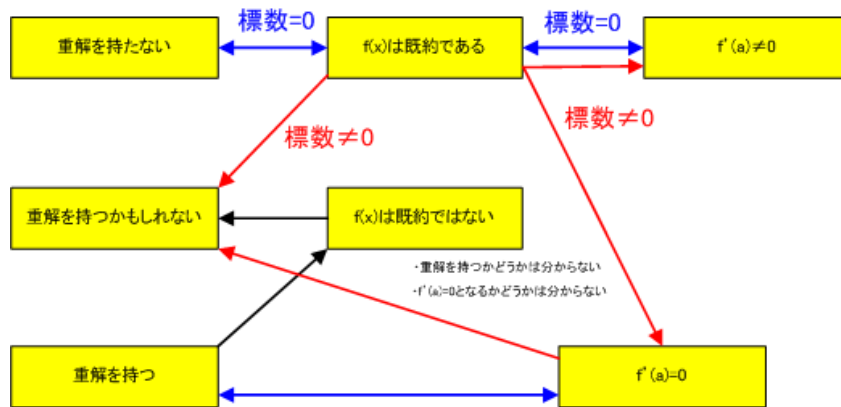 標数=0
標数=0
重解を持たない
f(x)は既約である
f'(a)≠0
標数≠0
標数≠0
重解を持つかもしれない
f(x)は既約ではない
・重解を持つかどうかは分からない
・f'(a)=0となるかどうかは分からない
重解を持つ
f'(a)=0